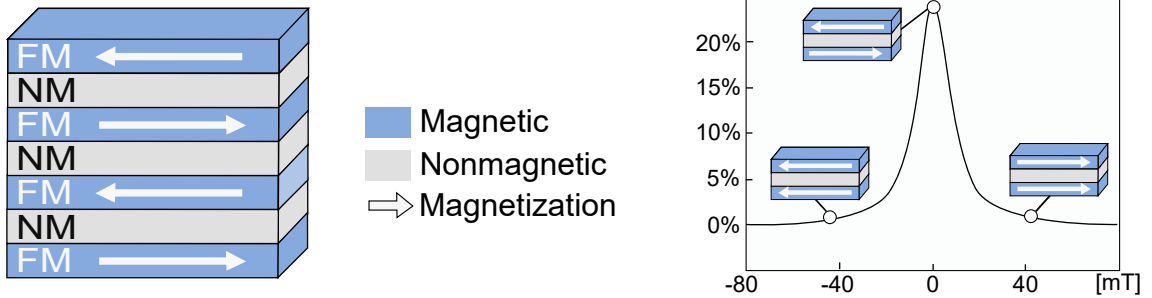 FM
NM
FM
NM
FM
NM
FM
Magnetic
Nonmagnetic
Magnetization
20%
15%
10%
5%
0%
-80 -40 0 40 [mT]